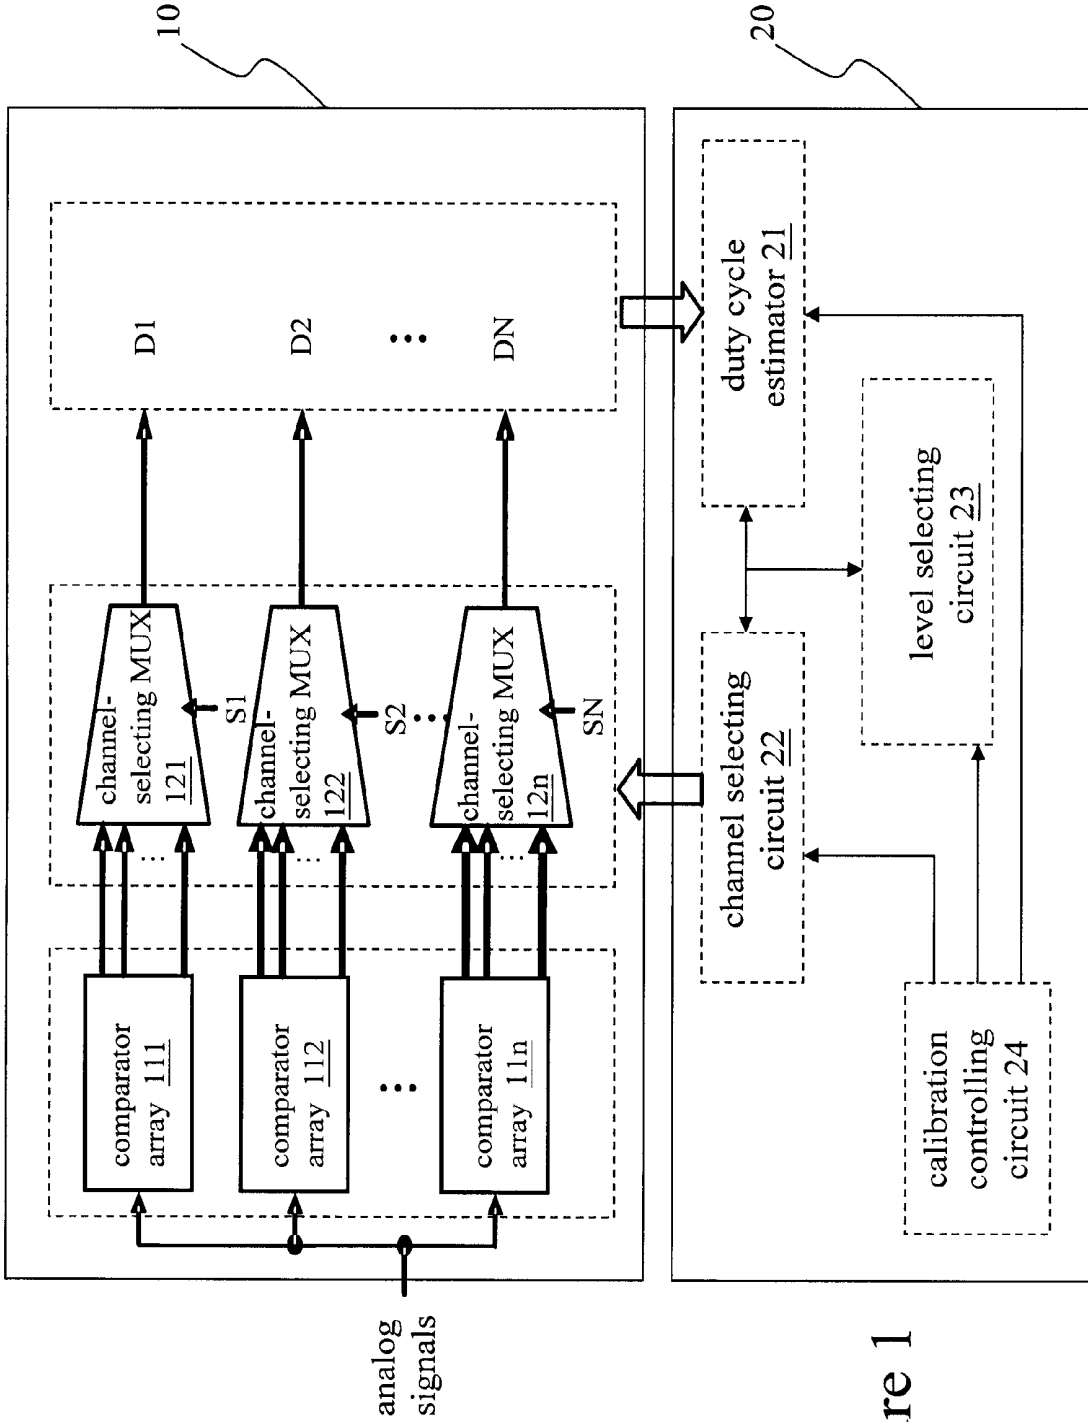 10
analog
signals
comparator
array 111
comparator
array 112
...
comparator
array 11n
...
channel-
selecting MUX
121
S1
...
channel-
selecting MUX
122
S2
...
...
channel-
selecting MUX
12n
SN
D1
D2
...
DN
20
channel selecting
circuit 22
duty cycle
estimator 21
level selecting
circuit 23
calibration
controlling
circuit 24
re 1